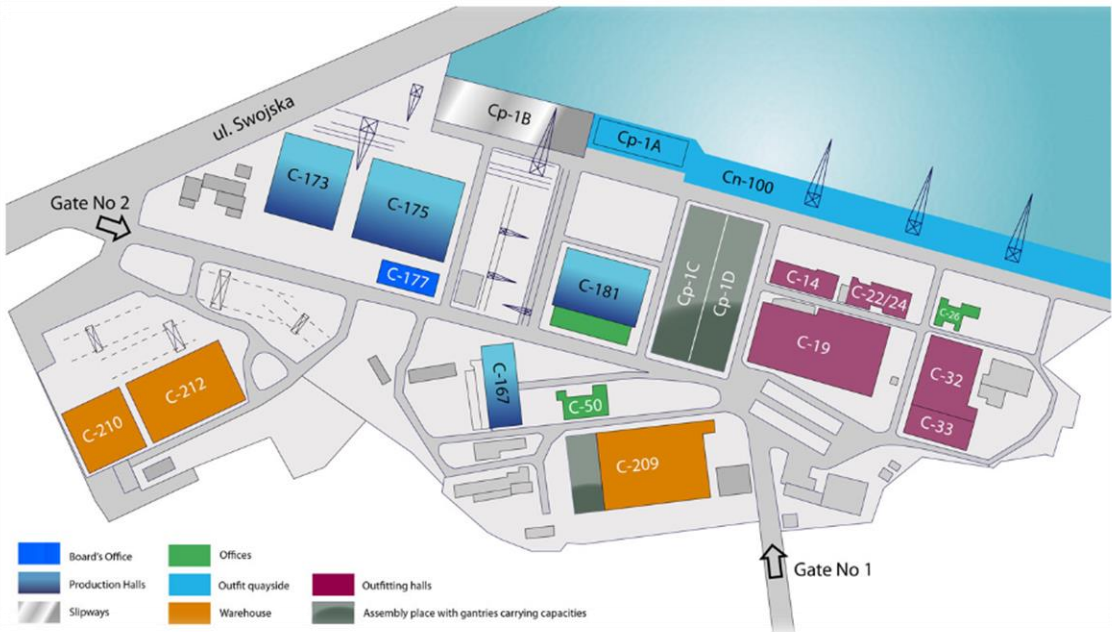 ul. Swojska
Cp-1B
Cp-1A
Cn-100
C-173
C-175
Gate No 2
C-177
C-181
Cp-1C
Cp-1D
C-14
C-22/24
C-26
C-19
C-32
C-33
C-167
C-50
C-212
C-210
C-209
Gate No 1
Board's Office
Offices
Production Halls
Outfit quayside
Outfitting halls
Slipways
Warehouse
Assembly place with gantries carrying capacities